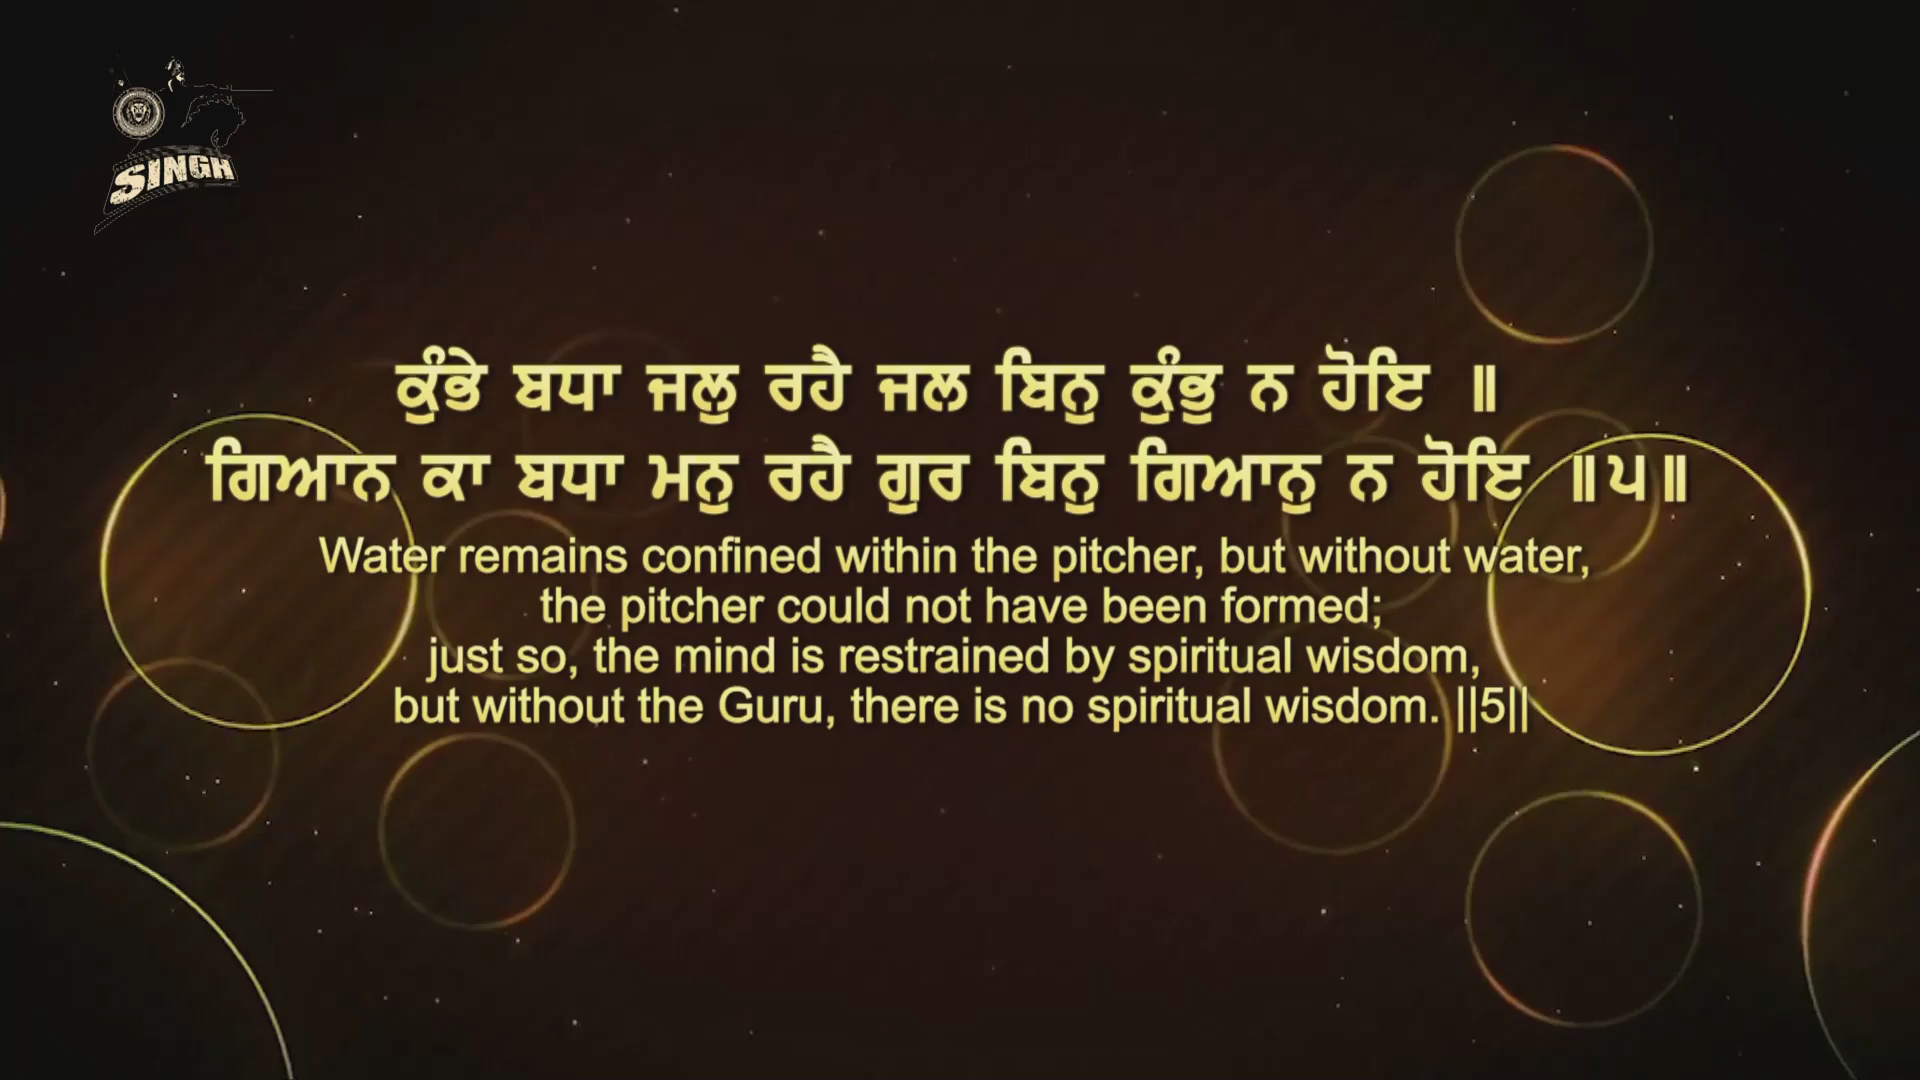 SINGH
ਕੁੰਭੇ ਬਧਾ ਜਲੁ ਰਹੈ ਜਲ ਬਿਨੁ ਕੁੰਭੁ ਨ ਹੋਇ ॥
ਗਿਆਨ ਕਾ ਬਧਾ ਮਨੁ ਰਹੈ ਗੁਰ ਬਿਨੁ ਗਿਆਨੁ ਨ ਹੋਇ ॥੫॥
Water remains confined within the pitcher, but without water,
the pitcher could not have been formed;
just so, the mind is restrained by spiritual wisdom,
but without the Guru, there is no spiritual wisdom. ||5||